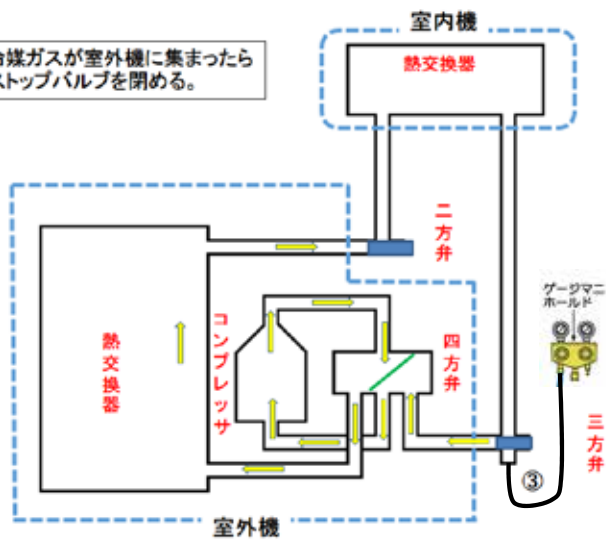 室内機
媒ガスが室外機に集まったら
トップバルブを閉める。
熱交換器
二方弁
ゲージマニ
ホールド
コンプレッサ
四方弁
熱交換器
三方弁
③
室外機